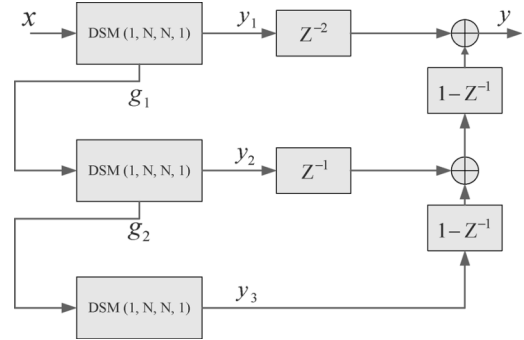 x
DSM (1, N, N, 1)
y₁
Z⁻²
y
g₁
1 − Z⁻¹
DSM (1, N, N, 1)
y₂
Z⁻¹
g₂
1 − Z⁻¹
DSM (1, N, N, 1)
y₃